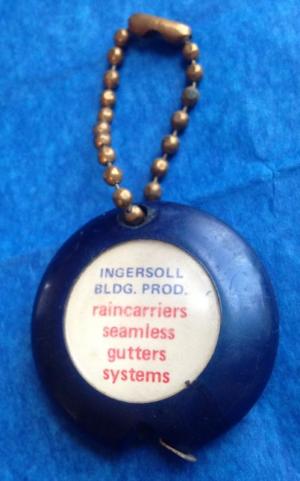 INGERSOLL
BLDG. PROD.
raincarriers
seamless
gutters
systems